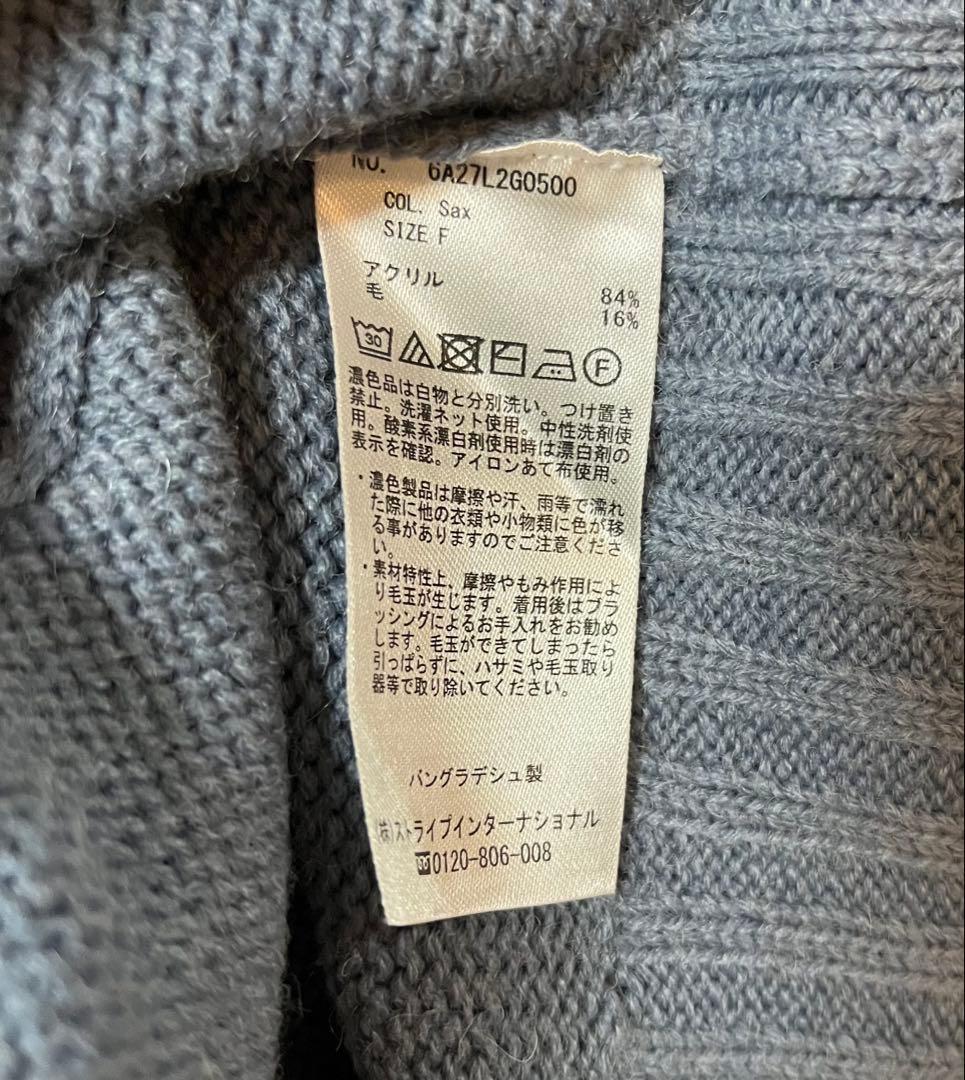 NO. 6A27L2G0500
COL. Sax
SIZE F
アクリル 84%
毛 16%
30 F
濃色品は白物と分別洗い。つけ置き
禁止。洗濯ネット使用。中性洗剤使
用。酸素系漂白剤使用時は漂白剤の
表示を確認。アイロンあて布使用。
・濃色製品は摩擦や汗、雨等で濡れ
た際に他の衣類や小物類に色が移
る事がありますのでご注意くださ
い。
・素材特性上、摩擦やもみ作用によ
り毛玉が生じます。着用後はブラ
ッシングによるお手入れをお勧め
します。毛玉ができてしまったら
引っぱらずに、ハサミや毛玉取り
器等で取り除いてください。
バングラデシュ製
(株)ストライプインターナショナル
0120-806-008